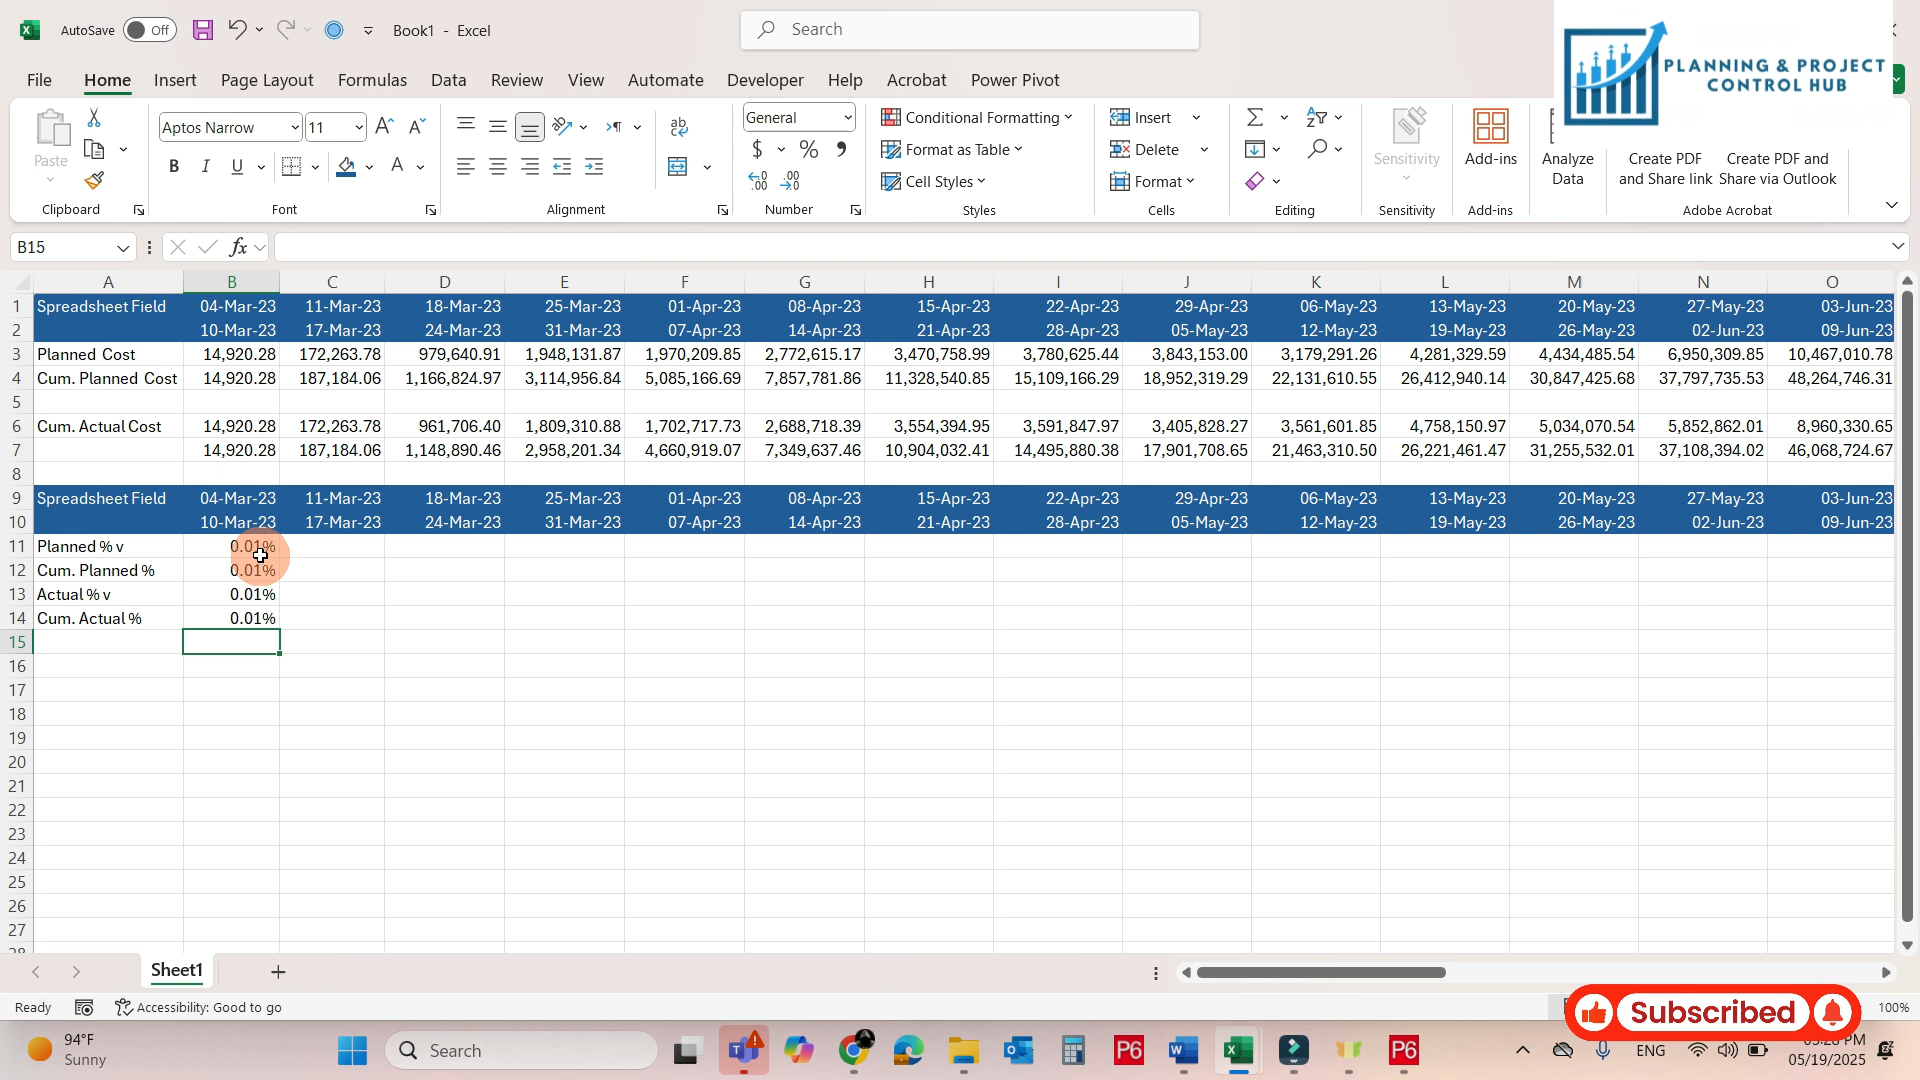 AutoSave Off Book1 - Excel Search
PLANNING & PROJECT
CONTROL HUB
File Home Insert Page Layout Formulas Data Review View Automate Developer Help Acrobat Power Pivot
Paste Aptos Narrow 11 General Conditional Formatting Insert
Format as Table Delete
Cell Styles Format
Sensitivity Add-ins Analyze Data Create PDF and Share link Create PDF and Share via Outlook
Clipboard Font Alignment Number Styles Cells Editing Sensitivity Add-ins Adobe Acrobat
B15 fx
A B C D E F G H I J K L M N O
1 Spreadsheet Field 04-Mar-23 11-Mar-23 18-Mar-23 25-Mar-23 01-Apr-23 08-Apr-23 15-Apr-23 22-Apr-23 29-Apr-23 06-May-23 13-May-23 20-May-23 27-May-23 03-Jun-23
2 10-Mar-23 17-Mar-23 24-Mar-23 31-Mar-23 07-Apr-23 14-Apr-23 21-Apr-23 28-Apr-23 05-May-23 12-May-23 19-May-23 26-May-23 02-Jun-23 09-Jun-23
3 Planned Cost 14,920.28 172,263.78 979,640.91 1,948,131.87 1,970,209.85 2,772,615.17 3,470,758.99 3,780,625.44 3,843,153.00 3,179,291.26 4,281,329.59 4,434,485.54 6,950,309.85 10,467,010.78
4 Cum. Planned Cost 14,920.28 187,184.06 1,166,824.97 3,114,956.84 5,085,166.69 7,857,781.86 11,328,540.85 15,109,166.29 18,952,319.29 22,131,610.55 26,412,940.14 30,847,425.68 37,797,735.53 48,264,746.31
5
6 Cum. Actual Cost 14,920.28 172,263.78 961,706.40 1,809,310.88 1,702,717.73 2,688,718.39 3,554,394.95 3,591,847.97 3,405,828.27 3,561,601.85 4,758,150.97 5,034,070.54 5,852,862.01 8,960,330.65
7 14,920.28 187,184.06 1,148,890.46 2,958,201.34 4,660,919.07 7,349,637.46 10,904,032.41 14,495,880.38 17,901,708.65 21,463,310.50 26,221,461.47 31,255,532.01 37,108,394.02 46,068,724.67
8
9 Spreadsheet Field 04-Mar-23 11-Mar-23 18-Mar-23 25-Mar-23 01-Apr-23 08-Apr-23 15-Apr-23 22-Apr-23 29-Apr-23 06-May-23 13-May-23 20-May-23 27-May-23 03-Jun-23
10 10-Mar-23 17-Mar-23 24-Mar-23 31-Mar-23 07-Apr-23 14-Apr-23 21-Apr-23 28-Apr-23 05-May-23 12-May-23 19-May-23 26-May-23 02-Jun-23 09-Jun-23
11 Planned % v 0.01%
12 Cum. Planned % 0.01%
13 Actual % v 0.01%
14 Cum. Actual % 0.01%
15
16
17
18
19
20
21
22
23
24
25
26
27
Sheet1
Ready Accessibility: Good to go 100%
Subscribed
94°F
Sunny
Search
P6
P6
ENG
PM
05/19/2025